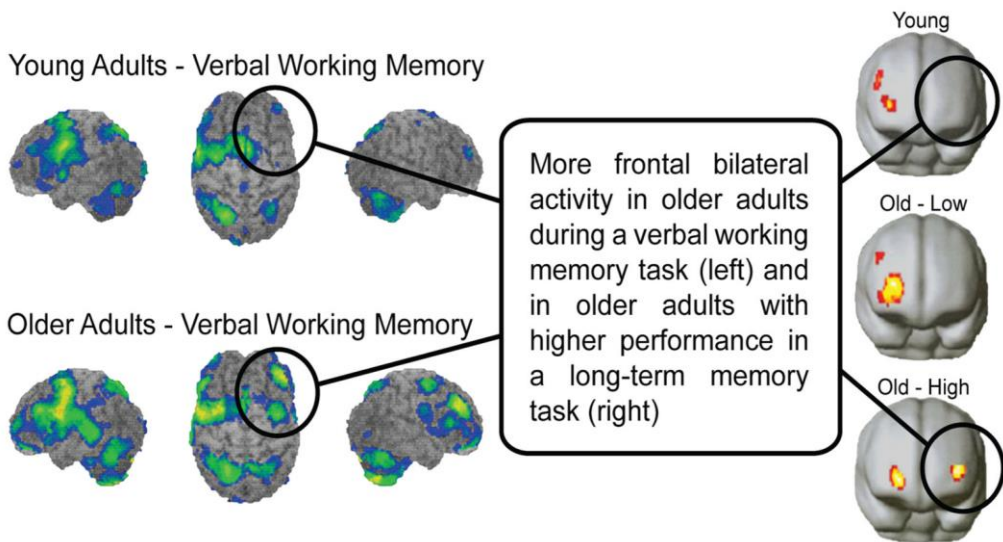 Young Adults - Verbal Working Memory
Older Adults - Verbal Working Memory
More frontal bilateral
activity in older adults
during a verbal working
memory task (left) and
in older adults with
higher performance in
a long-term memory
task (right)
Young
Old - Low
Old - High